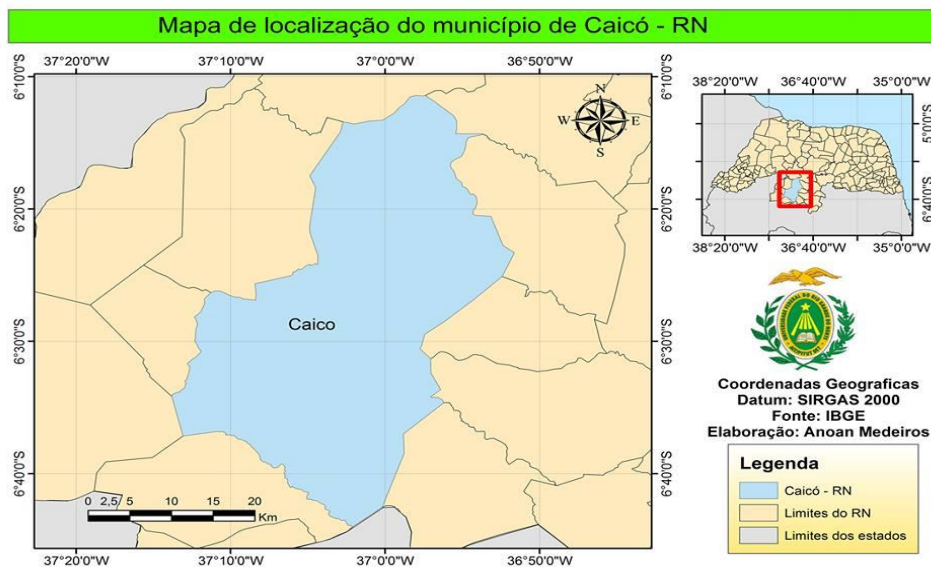 Mapa de localização do município de Caicó - RN
37°20'0"W 37°10'0"W 37°0'0"W 36°50'0"W
6°10'0"S 6°10'0"S
6°20'0"S 6°20'0"S
6°30'0"S 6°30'0"S
6°40'0"S 6°40'0"S
N
W E
S
Caico
0 2,5 5 10 15 20
Km
37°20'0"W 37°10'0"W 37°0'0"W 36°50'0"W
38°20'0"W 36°40'0"W 35°0'0"W
5°0'0"S
6°40'0"S
38°20'0"W 36°40'0"W 35°0'0"W
Coordenadas Geograficas
Datum: SIRGAS 2000
Fonte: IBGE
Elaboração: Anoan Medeiros
Legenda
Caicó - RN
Limites do RN
Limites dos estados